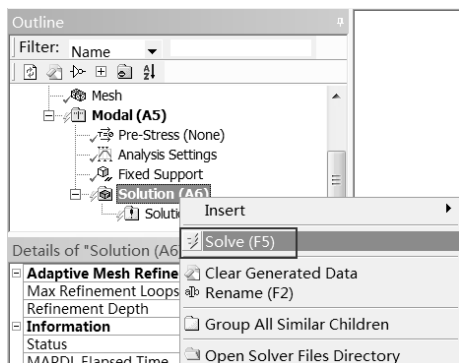 Outline
Filter: Name
Mesh
Modal (A5)
Pre-Stress (None)
Analysis Settings
Fixed Support
Solution (A6)
Insert
Solve (F5)
Details of "Solution (A6
Clear Generated Data
Adaptive Mesh Refine
Rename (F2)
Max Refinement Loops
Refinement Depth
Group All Similar Children
Information
Status
Open Solver Files Directory
MAPDL Elapsed Time